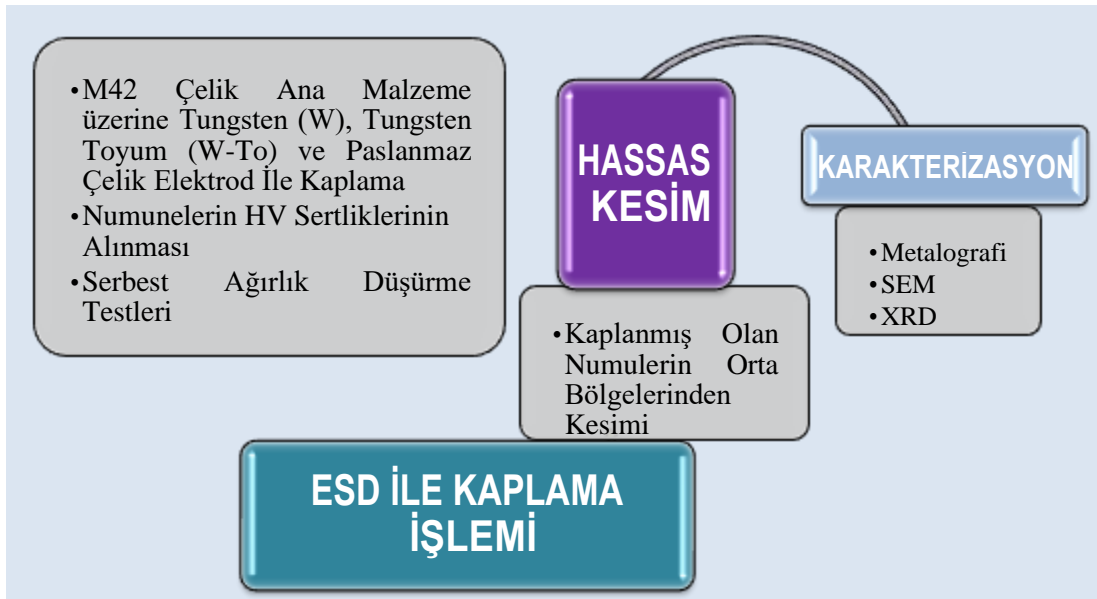 •M42 Çelik Ana Malzeme
üzerine Tungsten (W), Tungsten
Toyum (W-To) ve Paslanmaz
Çelik Elektrod İle Kaplama
•Numunelerin HV Sertliklerinin
Alınması
•Serbest Ağırlık Düşürme
Testleri
ESD İLE KAPLAMA
İŞLEMİ
HASSAS
KESİM
•Kaplanmış Olan
Numulerin Orta
Bölgelerinden
Kesimi
KARAKTERİZASYON
•Metalografi
•SEM
•XRD